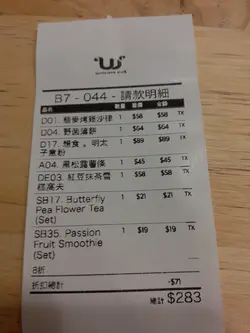 "W"
B7 - 044 - 請款明細
品名 數量 單價 金額
D01. 藜麥烤雞沙律 1 $58 $58 TX
D04. 野菌薄餅 1 $64 $64 TX
D17. 想食。明太子意粉 1 $89 $89 TX
A04. 黑松露薯條 1 $45 $45 TX
DE03. 紅豆抹茶雪糕窩夫 1 $58 $58 TX
SB17. Butterfly Pea Flower Tea (Set) 1 $21 $21 TX
SB35. Passion Fruit Smoothie (Set) 1 $19 $19 TX
8折
折扣總計 -$71
總計 $283